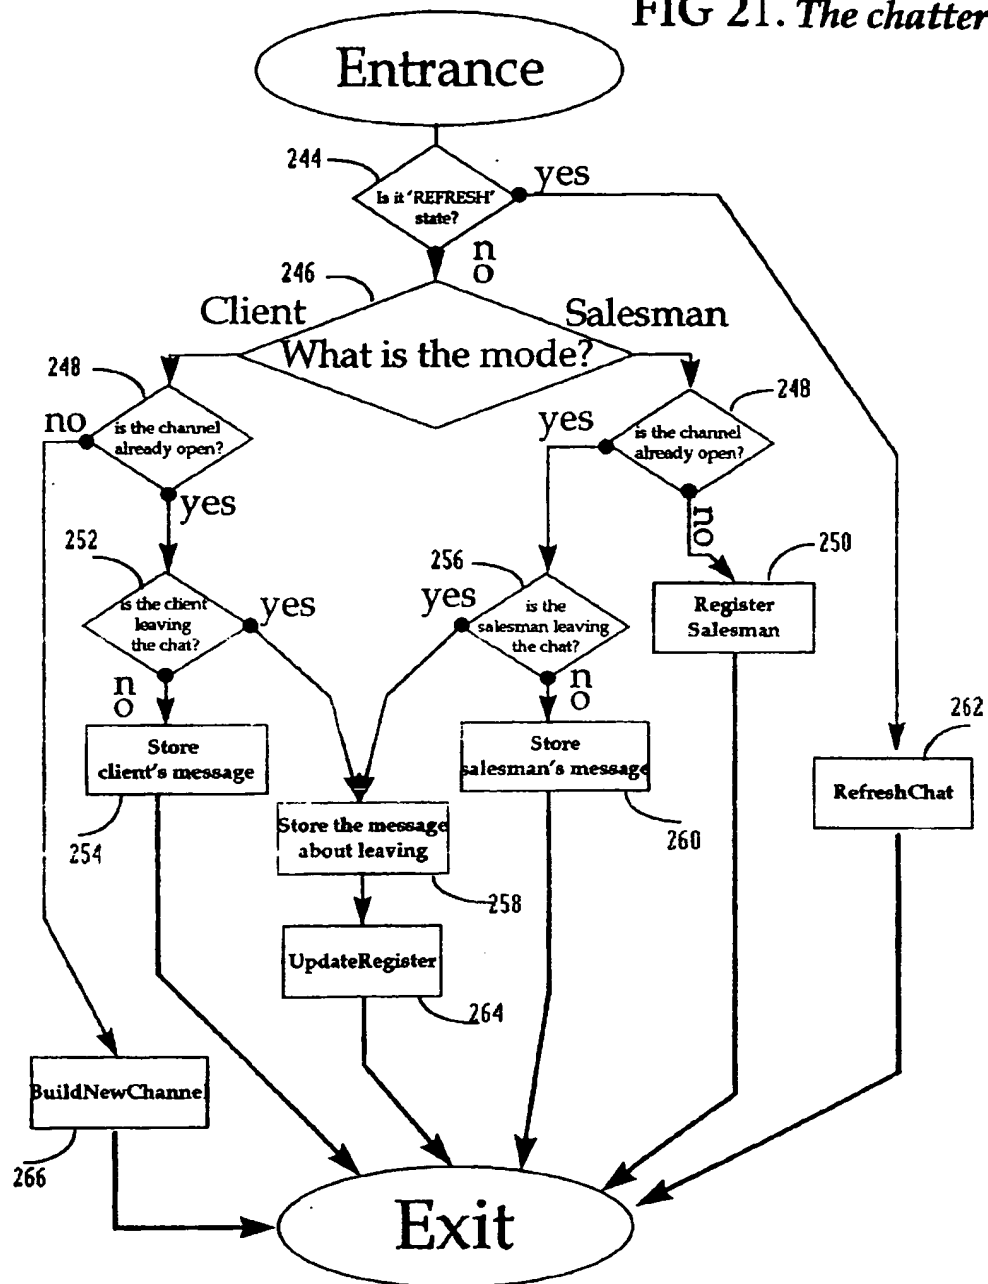 FIG 21. The chatter
Entrance
244
Is it 'REFRESH'
state?
yes
n
o
246
Client
Salesman
What is the mode?
248
no
is the channel
already open?
yes
248
yes
is the channel
already open?
no
252
is the client
leaving
the chat?
yes
n
o
256
yes
is the
salesman leaving
the chat?
n
o
250
Register
Salesman
262
RefreshChat
Store
client's message
254
Store
salesman's message
260
Store the message
about leaving
258
UpdateRegister
264
BuildNewChannel
266
Exit